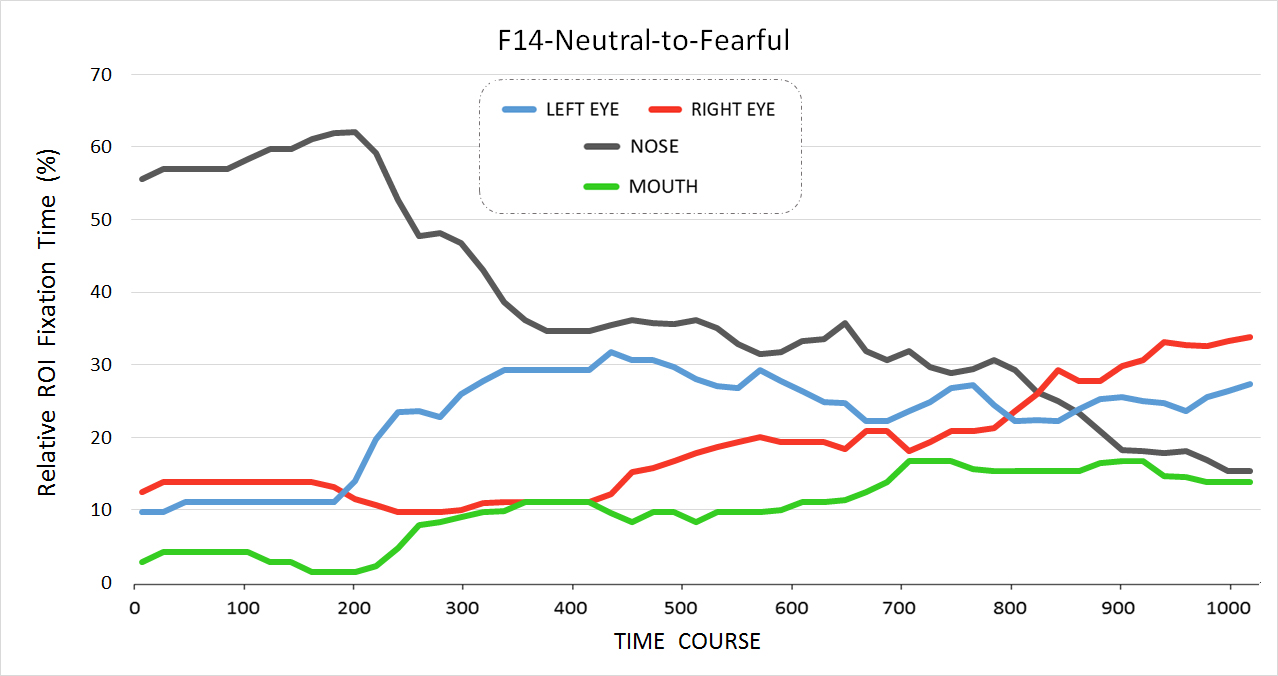 F14-Neutral-to-Fearful
70
LEFT EYE RIGHT EYE
NOSE
MOUTH
60
50
40
30
20
10
0
Relative ROI Fixation Time (%)
0 100 200 300 400 500 600 700 800 900 1000
TIME COURSE